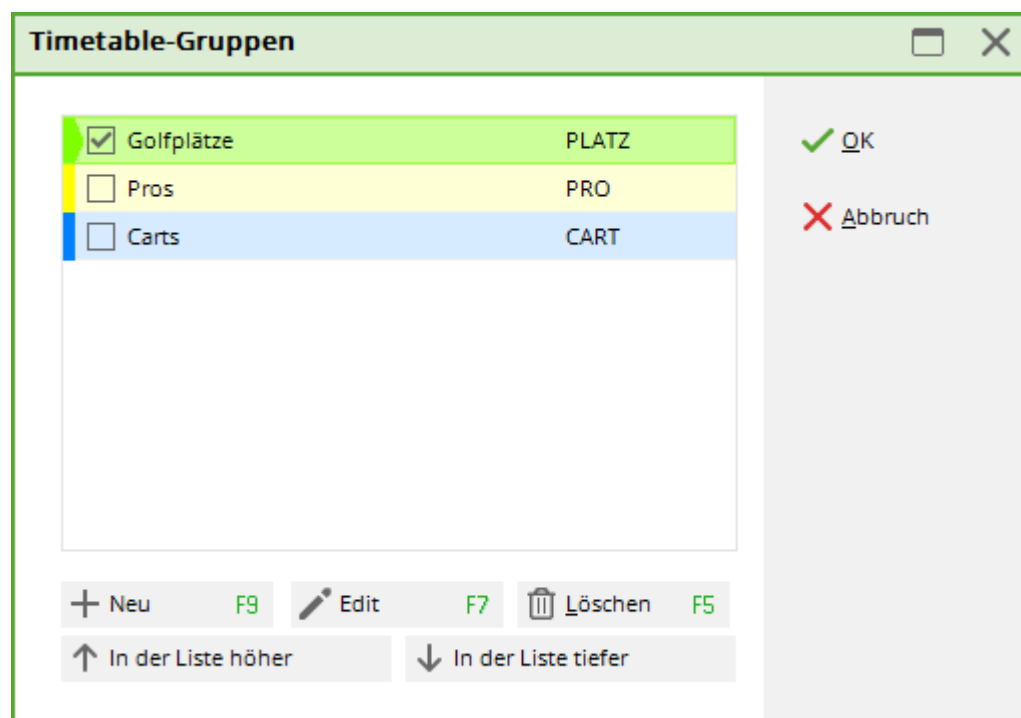 Timetable-Gruppen
Golfplätze PLATZ
Pros PRO
Carts CART
OK
Abbruch
Neu F9 Edit F7 Löschen F5
In der Liste höher In der Liste tiefer